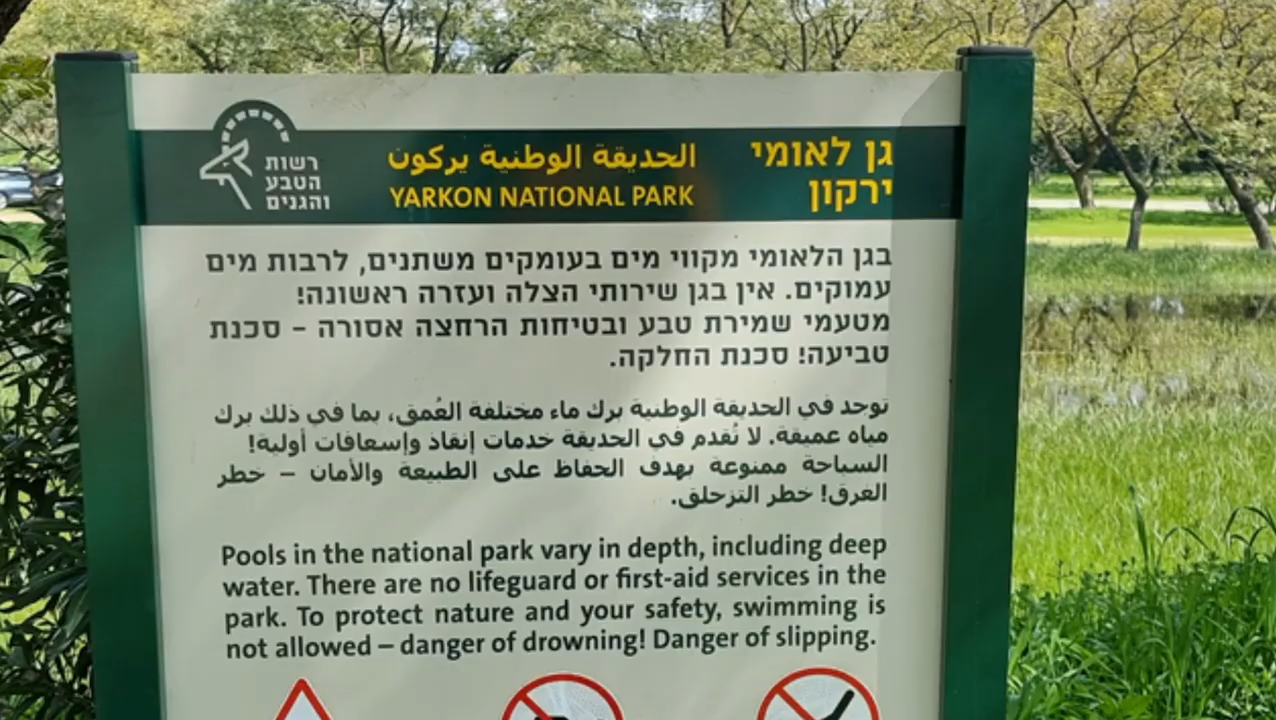 רשות
הטבע
והגנים
גן לאומי
ירקון
الحديقة الوطنية يركون
YARKON NATIONAL PARK
בגן הלאומי מקווי מים בעומקים משתנים, לרבות מים
עמוקים. אין בגן שירותי הצלה ועזרה ראשונה!
מטעמי שמירת טבע ובטיחות הרחצה אסורה – סכנת
טביעה! סכנת החלקה.
توجد في الحديقة الوطنية برك ماء مختلفة العُمق، بما في ذلك برك
مياه عميقة. لا تُقدم في الحديقة خدمات إنقاذ وإسعافات أولية!
السباحة ممنوعة بهدف الحفاظ على الطبيعة والأمان – خطر
الغرق! خطر التزحلق.
Pools in the national park vary in depth, including deep
water. There are no lifeguard or first-aid services in the
park. To protect nature and your safety, swimming is
not allowed – danger of drowning! Danger of slipping.